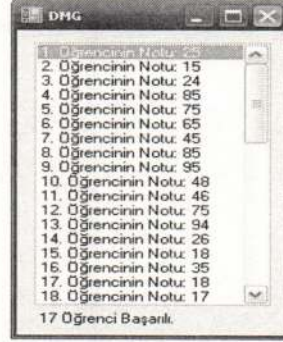 DMG
1. Öğrencinin Notu: 25
2. Öğrencinin Notu: 15
3. Öğrencinin Notu: 24
4. Öğrencinin Notu: 85
5. Öğrencinin Notu: 75
6. Öğrencinin Notu: 65
7. Öğrencinin Notu: 45
8. Öğrencinin Notu: 85
9. Öğrencinin Notu: 95
10. Öğrencinin Notu: 48
11. Öğrencinin Notu: 46
12. Öğrencinin Notu: 75
13. Öğrencinin Notu: 94
14. Öğrencinin Notu: 26
15. Öğrencinin Notu: 18
16. Öğrencinin Notu: 35
17. Öğrencinin Notu: 18
18. Öğrencinin Notu: 17
17 Öğrenci Başarılı.